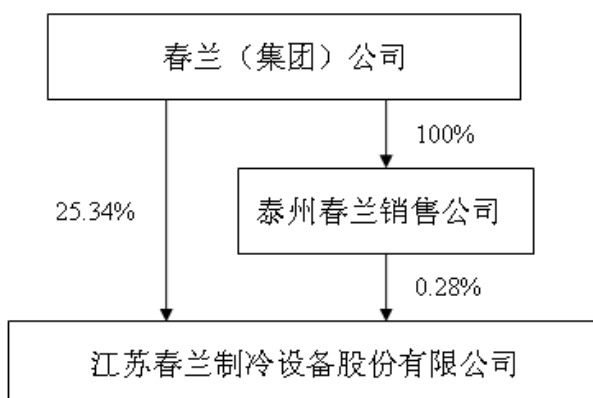 春兰（集团）公司
100%
25.34%
泰州春兰销售公司
0.28%
江苏春兰制冷设备股份有限公司